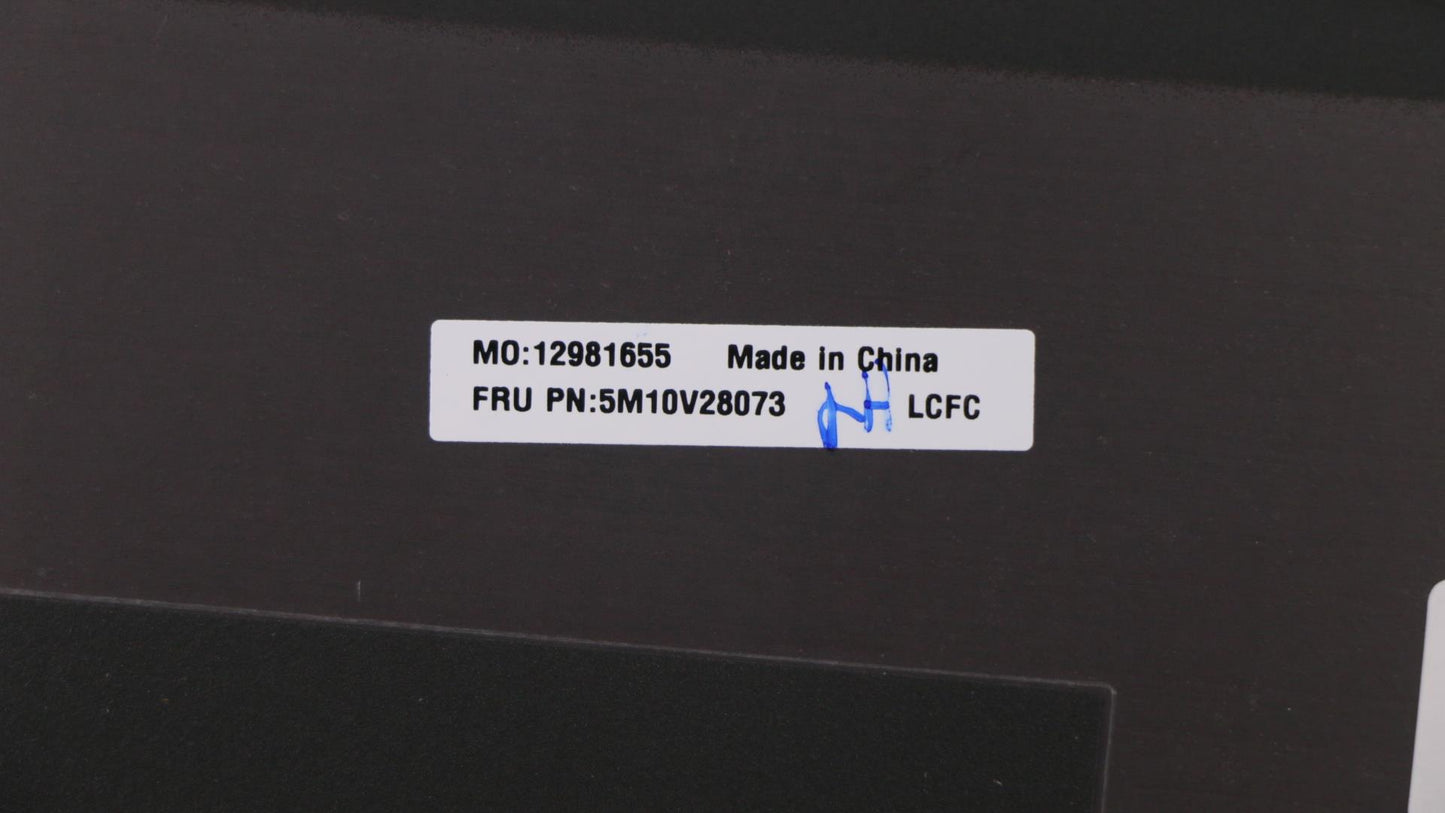 MO:12981655 Made in China
FRU PN:5M10V28073 LCFC